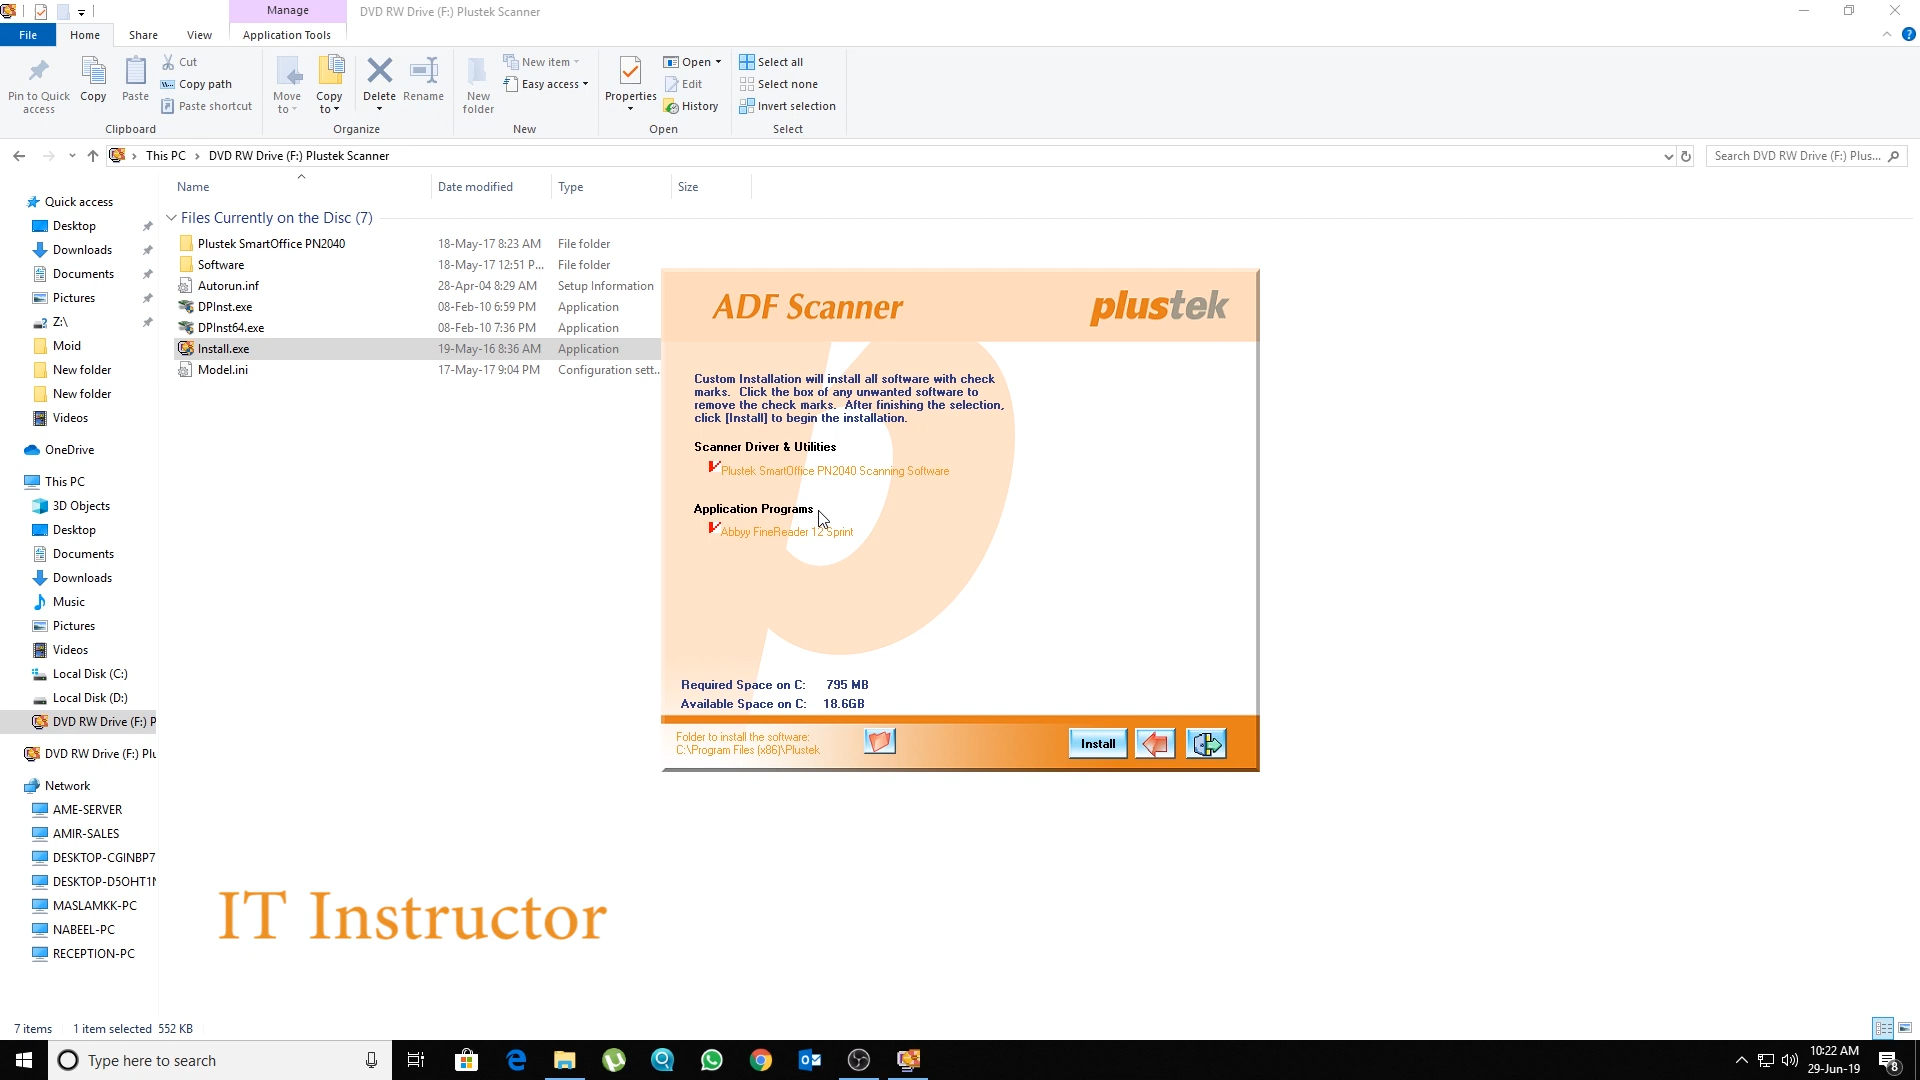 Manage
DVD RW Drive (F:) Plustek Scanner
File
Home
Share
View
Application Tools
Pin to Quick access
Copy
Paste
Cut
Copy path
Paste shortcut
Clipboard
Move to
Copy to
Delete
Rename
Organize
New folder
New item
Easy access
New
Properties
Open
Edit
History
Open
Select all
Select none
Invert selection
Select
This PC > DVD RW Drive (F:) Plustek Scanner
Search DVD RW Drive (F:) Plus...
Name
Date modified
Type
Size
Files Currently on the Disc (7)
Plustek SmartOffice PN2040 18-May-17 8:23 AM File folder
Software 18-May-17 12:51 P... File folder
Autorun.inf 28-Apr-04 8:29 AM Setup Information
DPInst.exe 08-Feb-10 6:59 PM Application
DPInst64.exe 08-Feb-10 7:36 PM Application
Install.exe 19-May-16 8:36 AM Application
Model.ini 17-May-17 9:04 PM Configuration sett...
Quick access
Desktop
Downloads
Documents
Pictures
Z:\
Moid
New folder
New folder
Videos
OneDrive
This PC
3D Objects
Desktop
Documents
Downloads
Music
Pictures
Videos
Local Disk (C:)
Local Disk (D:)
DVD RW Drive (F:) P
DVD RW Drive (F:) Plu
Network
AME-SERVER
AMIR-SALES
DESKTOP-CGINBP7
DESKTOP-D5OHT1
MASLAMKK-PC
NABEEL-PC
RECEPTION-PC
ADF Scanner
plustek
Custom Installation will install all software with check
marks. Click the box of any unwanted software to
remove the check marks. After finishing the selection,
click [Install] to begin the installation.
Scanner Driver & Utilities
Plustek SmartOffice PN2040 Scanning Software
Application Programs
Abbyy FineReader 12 Sprint
Required Space on C: 795 MB
Available Space on C: 18.6GB
Folder to install the software:
C:\Program Files (x86)\Plustek
Install
IT Instructor
7 items 1 item selected 552 KB
Type here to search
10:22 AM
29-Jun-19
8